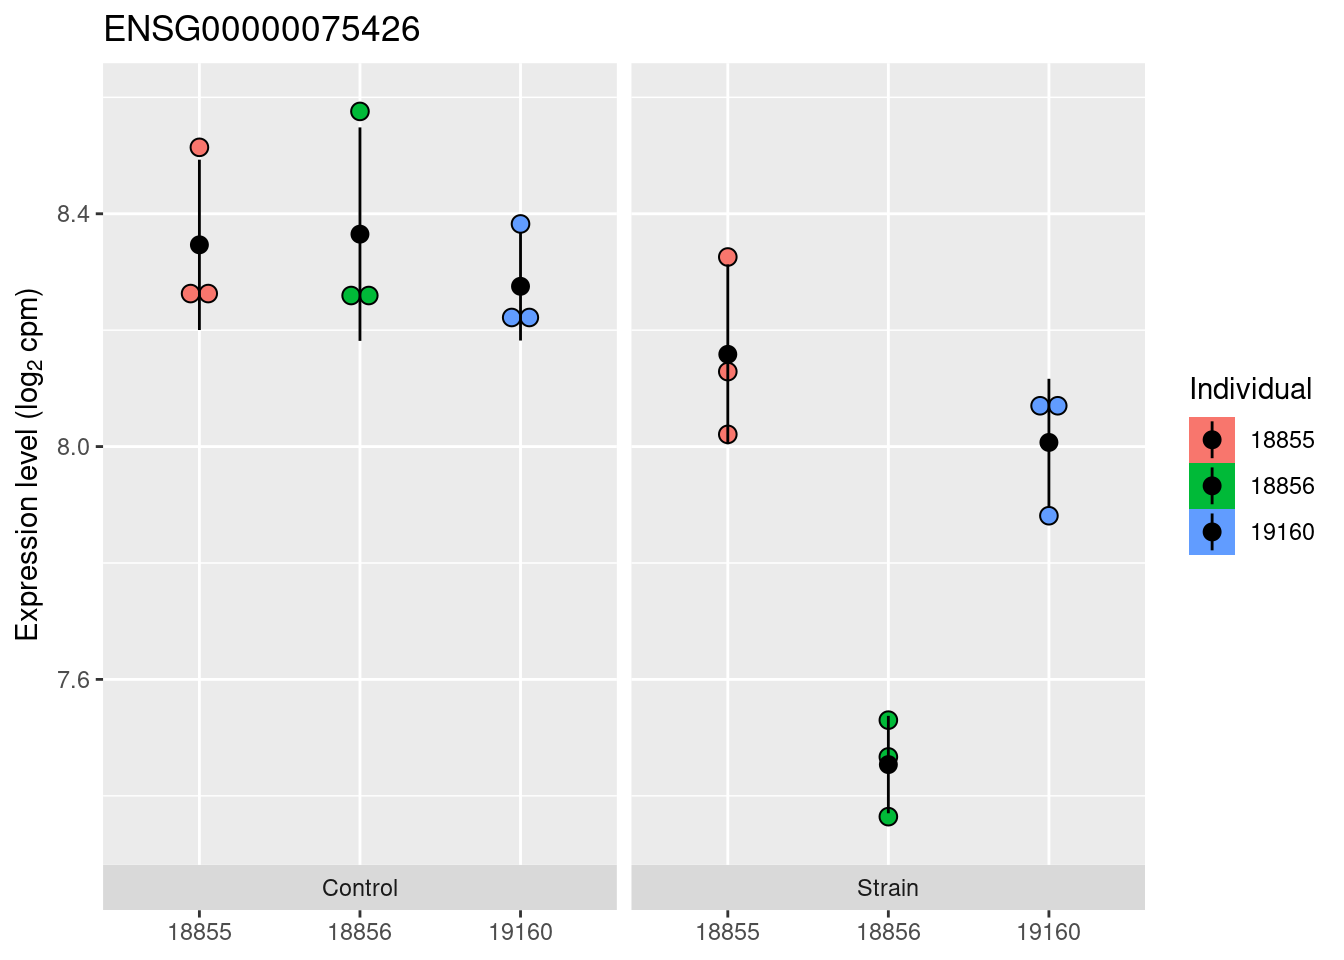 ENSG00000075426
Expression level (log₂ cpm)
8.4
8.0
7.6
Control
Strain
18855
18856
19160
18855
18856
19160
Individual
18855
18856
19160